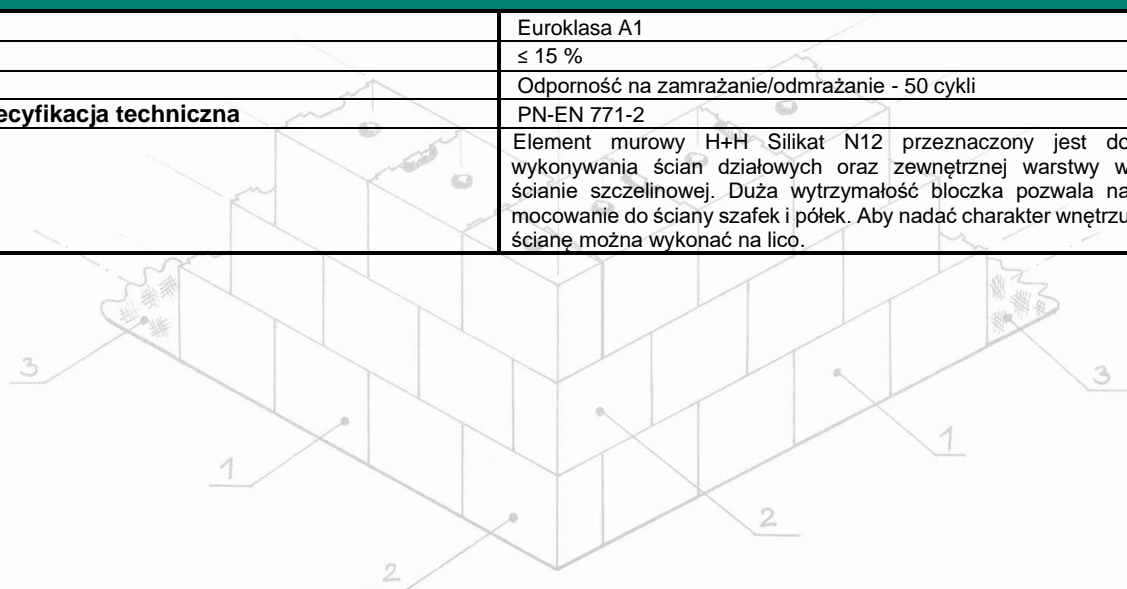 Euroklasa A1
≤ 15 %
Odporność na zamrażanie/odmrażanie - 50 cykli
ecyfikacja techniczna
PN-EN 771-2
Element murowy H+H Silikat N12 przeznaczony jest do
wykonywania ścian działowych oraz zewnętrznej warstwy w
ścianie szczelinowej. Duża wytrzymałość bloczka pozwala na
mocowanie do ściany szafek i półek. Aby nadać charakter wnętrzu
ścianę można wykonać na lico.
3
3
1
1
2
2